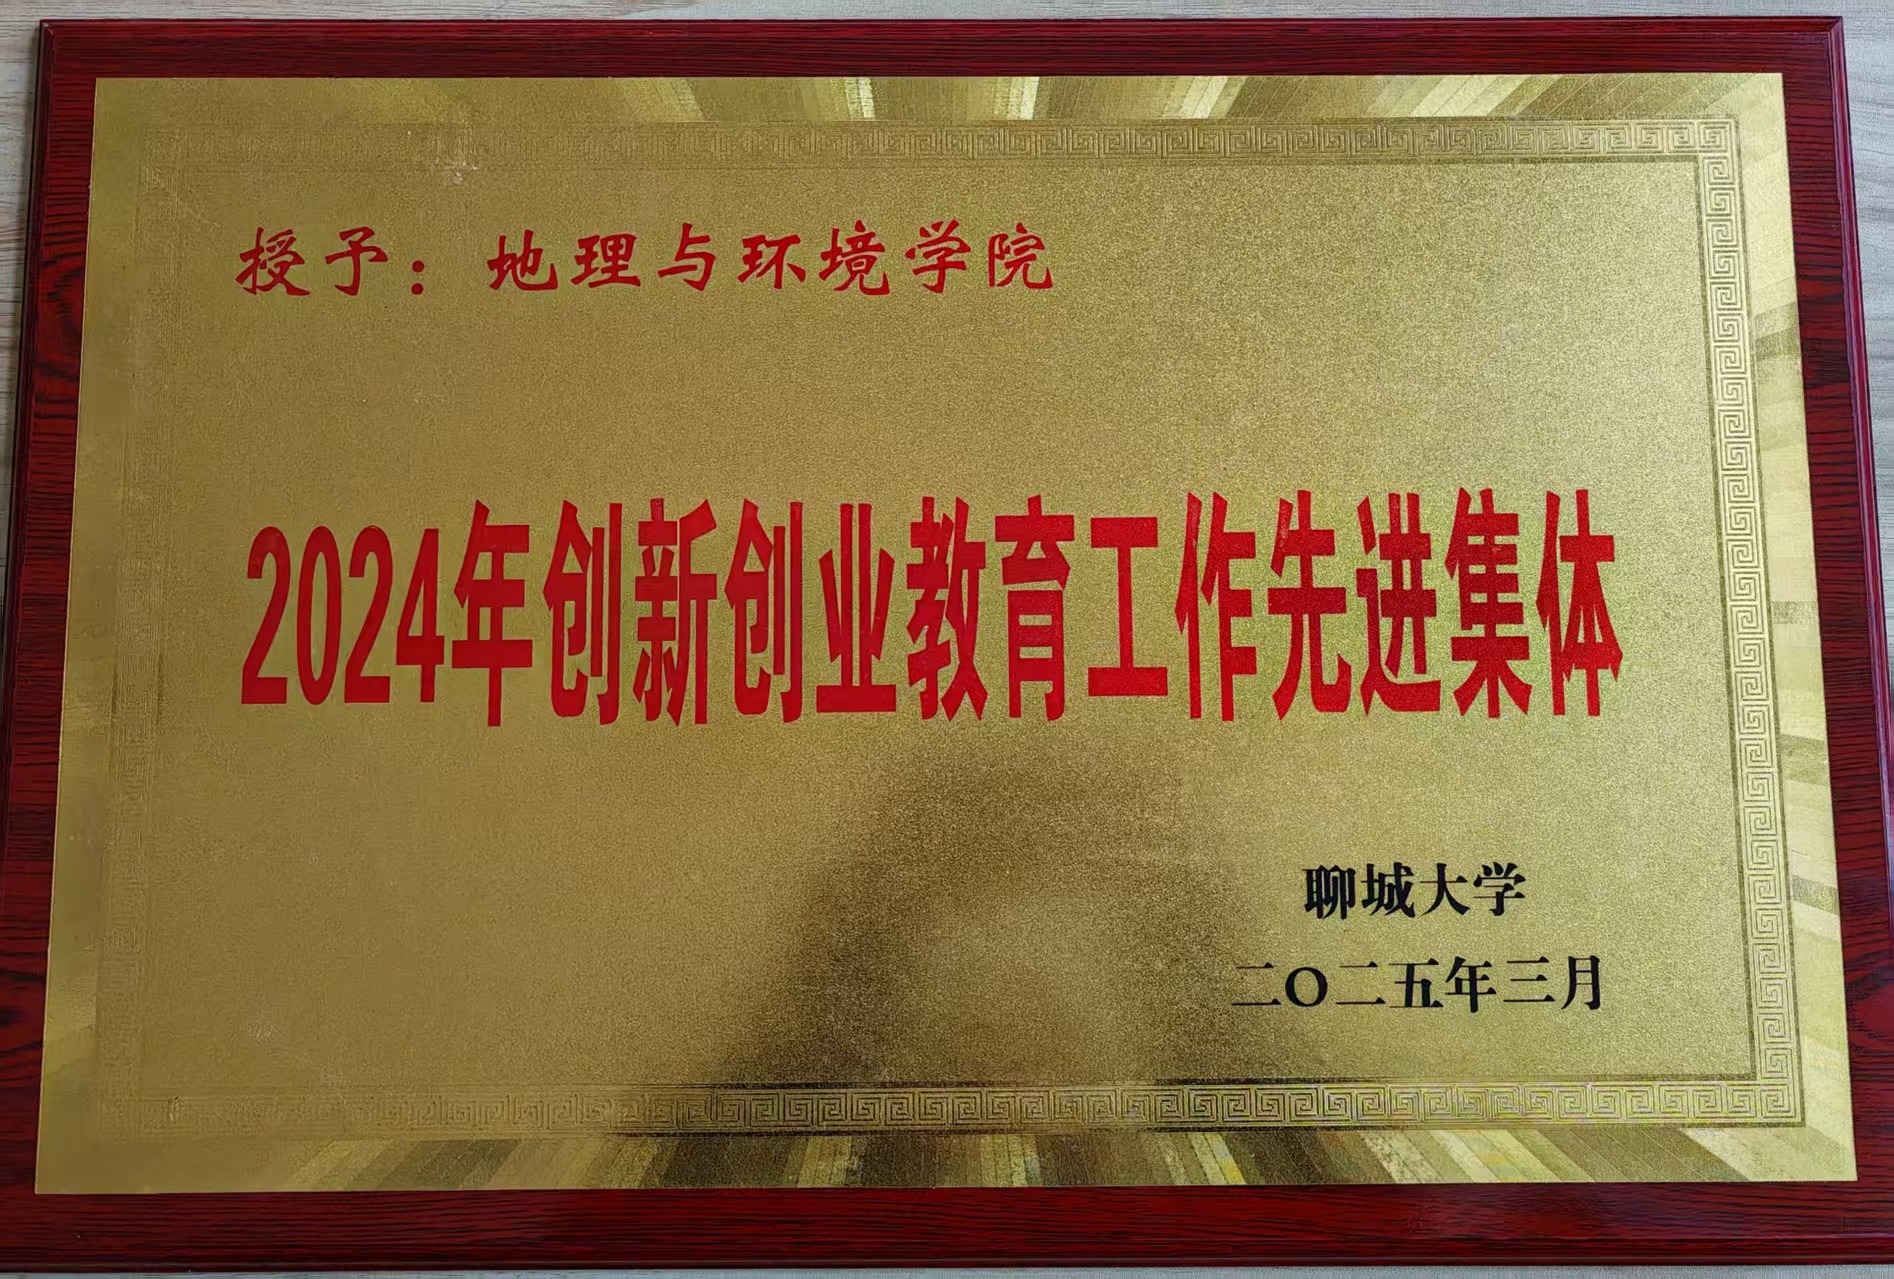 授予：地理与环境学院
2024年创新创业教育工作先进集体
聊城大学
二〇二五年三月